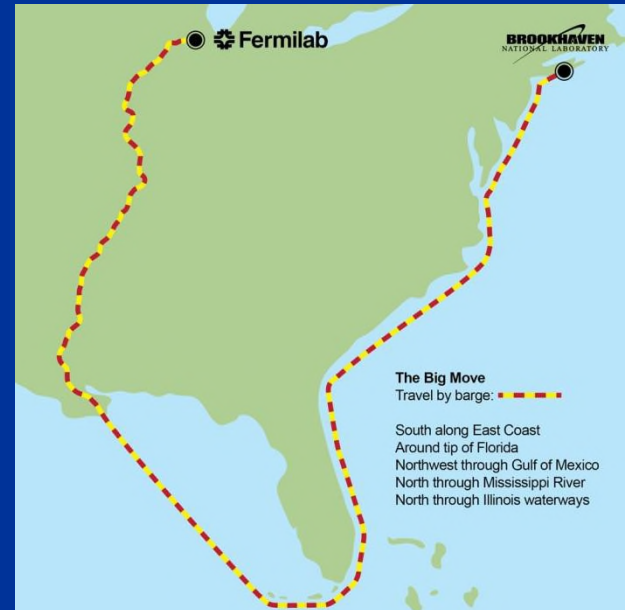 Fermilab
BROOKHAVEN
NATIONAL LABORATORY
The Big Move
Travel by barge:
South along East Coast
Around tip of Florida
Northwest through Gulf of Mexico
North through Mississippi River
North through Illinois waterways